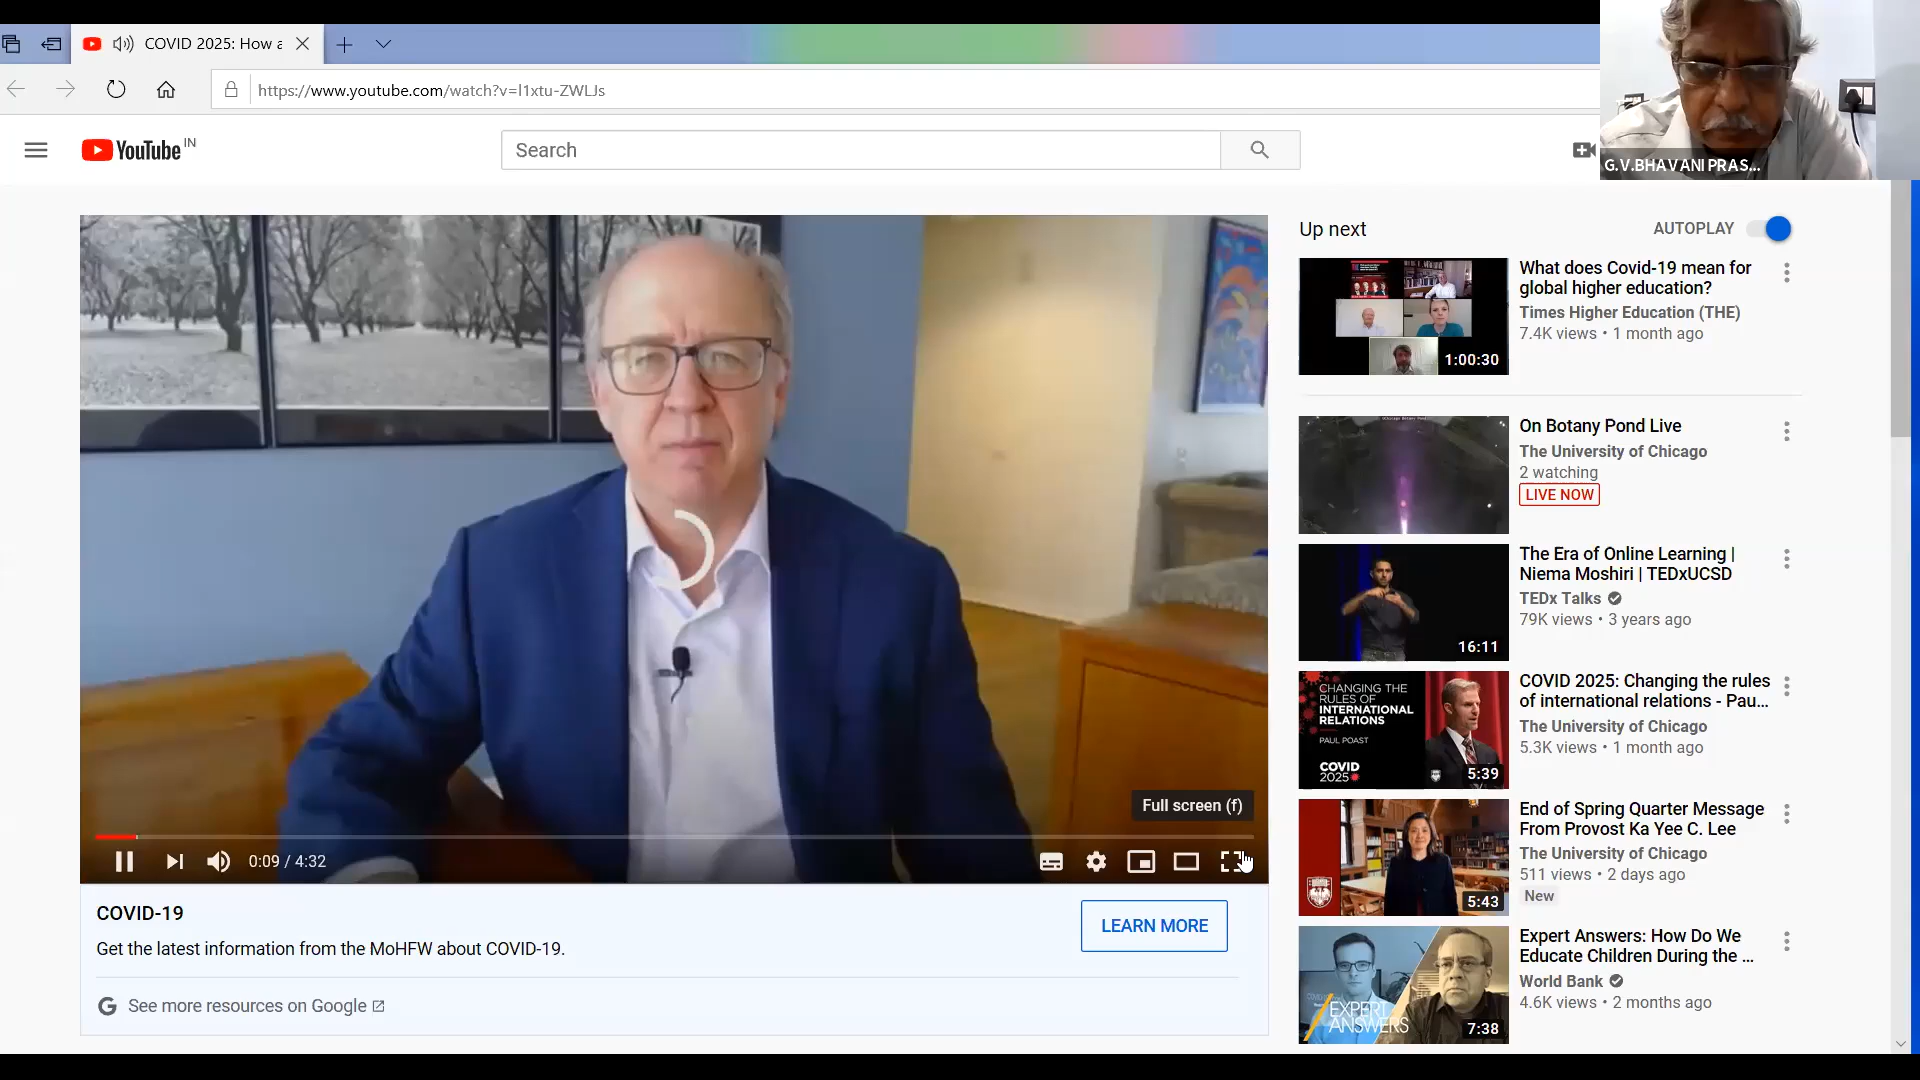 COVID 2025: How a
https://www.youtube.com/watch?v=l1xtu-ZWLJs
YouTube IN
Search
G.V.BHAVANI PRAS...
Full screen (f)
0:09 / 4:32
COVID-19
Get the latest information from the MoHFW about COVID-19.
LEARN MORE
See more resources on Google
Up next
AUTOPLAY
1:00:30
What does Covid-19 mean for
global higher education?
Times Higher Education (THE)
7.4K views • 1 month ago
On Botany Pond Live
The University of Chicago
2 watching
LIVE NOW
16:11
The Era of Online Learning |
Niema Moshiri | TEDxUCSD
TEDx Talks
79K views • 3 years ago
CHANGING THE
RULES OF
INTERNATIONAL
RELATIONS
PAUL POAST
COVID
2025
5:39
COVID 2025: Changing the rules
of international relations - Pau...
The University of Chicago
5.3K views • 1 month ago
5:43
End of Spring Quarter Message
From Provost Ka Yee C. Lee
The University of Chicago
511 views • 2 days ago
New
EXPERT
ANSWERS
7:38
Expert Answers: How Do We
Educate Children During the ...
World Bank
4.6K views • 2 months ago